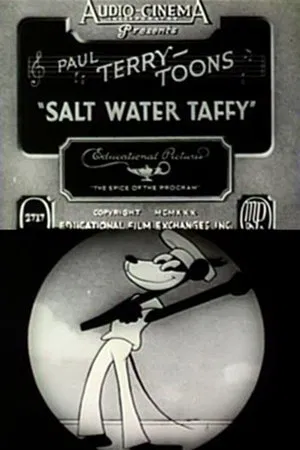 AUDIO-CINEMA
Presents
PAUL TERRY-TOONS
"SALT WATER TAFFY"
Educational Pictures
"THE SPICE OF THE PROGRAM"
COPYRIGHT MCMXXX
EDUCATIONAL FILM EXCHANGES, INC.